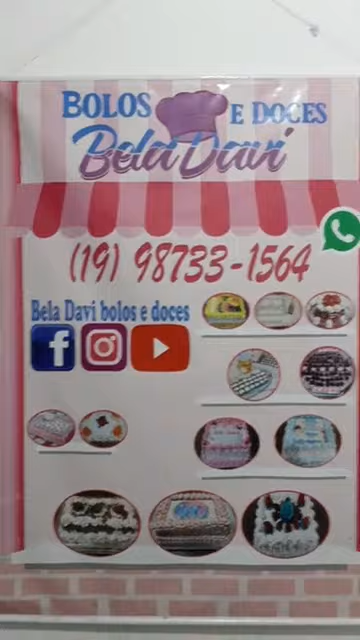 BOLOS E DOCES
Bela Davi
(19) 98733-1564
Bela Davi bolos e doces
f